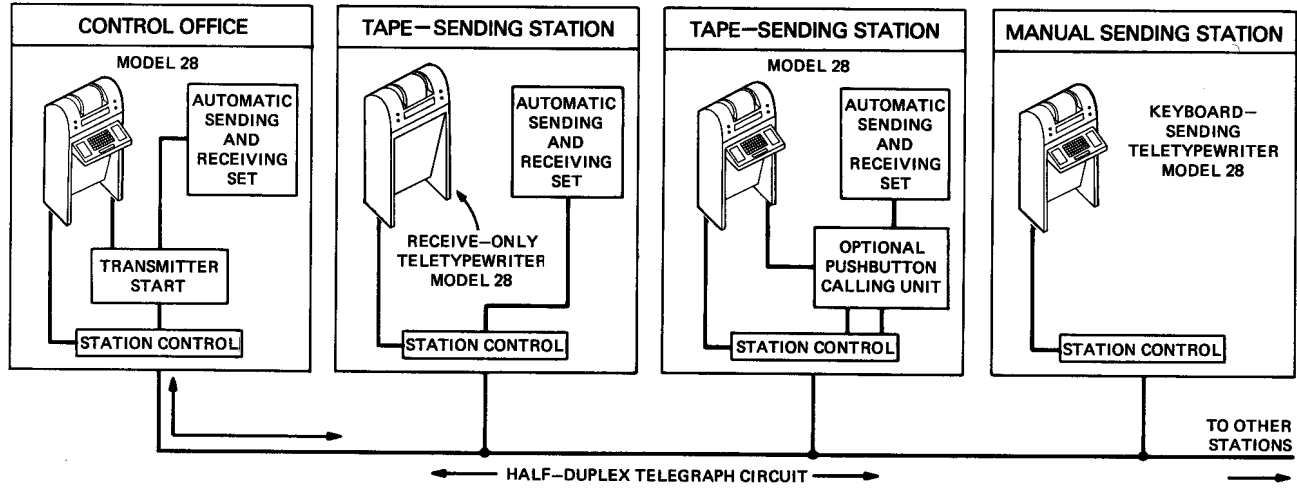 CONTROL OFFICE
MODEL 28
AUTOMATIC
SENDING
AND
RECEIVING
SET
TRANSMITTER
START
STATION CONTROL
TAPE–SENDING STATION
AUTOMATIC
SENDING
AND
RECEIVING
SET
RECEIVE–ONLY
TELETYPEWRITER
MODEL 28
STATION CONTROL
TAPE–SENDING STATION
MODEL 28
AUTOMATIC
SENDING
AND
RECEIVING
SET
OPTIONAL
PUSHBUTTON
CALLING UNIT
STATION CONTROL
MANUAL SENDING STATION
KEYBOARD–
SENDING
TELETYPEWRITER
MODEL 28
STATION CONTROL
TO OTHER
STATIONS
HALF–DUPLEX TELEGRAPH CIRCUIT